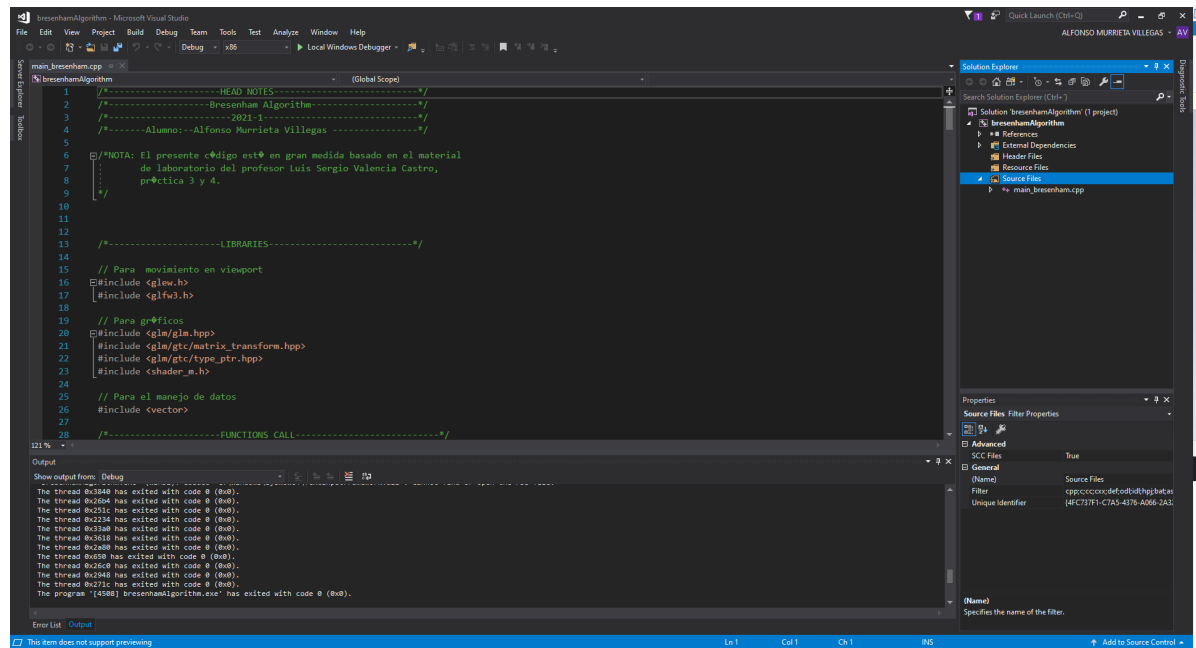 bresenhamAlgorithm - Microsoft Visual Studio
1
Quick Launch (Ctrl+Q)
File Edit View Project Build Debug Team Tools Test Analyze Window Help
ALFONSO MURRIETA VILLEGAS
AV
Debug x86 Local Windows Debugger
Server Explorer
Toolbox
main_bresenham.cpp
bresenhamAlgorithm (Global Scope)
1 /*----------------------HEAD NOTES----------------------------*/
2 /*--------------------Bresenham Algorithm---------------------*/
3 /*------------------------2021-1------------------------------*/
4 /*-------Alumno:--Alfonso Murrieta Villegas -----------------*/
5
6 /*NOTA: El presente c�digo est� en gran medida basado en el material
7 de laboratorio del profesor Luis Sergio Valencia Castro,
8 pr�ctica 3 y 4.
9 */
10
11
12
13 /*----------------------LIBRARIES----------------------------*/
14
15 // Para  movimiento en viewport
16 #include <glew.h>
17 #include <glfw3.h>
18
19 // Para gr�ficos
20 #include <glm/glm.hpp>
21 #include <glm/gtc/matrix_transform.hpp>
22 #include <glm/gtc/type_ptr.hpp>
23 #include <shader_m.h>
24
25 // Para el manejo de datos
26 #include <vector>
27
28 /*----------------------FUNCTIONS CALL----------------------------*/
121 %
Output
Show output from: Debug
The thread 0x3840 has exited with code 0 (0x0).
The thread 0x26b4 has exited with code 0 (0x0).
The thread 0x251c has exited with code 0 (0x0).
The thread 0x2234 has exited with code 0 (0x0).
The thread 0x33a0 has exited with code 0 (0x0).
The thread 0x3618 has exited with code 0 (0x0).
The thread 0x2a80 has exited with code 0 (0x0).
The thread 0x650 has exited with code 0 (0x0).
The thread 0x26c0 has exited with code 0 (0x0).
The thread 0x2948 has exited with code 0 (0x0).
The thread 0x271c has exited with code 0 (0x0).
The program '[4508] bresenhamAlgorithm.exe' has exited with code 0 (0x0).
Error List Output
Solution Explorer
Search Solution Explorer (Ctrl+¨)
Solution 'bresenhamAlgorithm' (1 project)
bresenhamAlgorithm
References
External Dependencies
Header Files
Resource Files
Source Files
main_bresenham.cpp
Diagnostic Tools
Properties
Source Files Filter Properties
Advanced
SCC Files True
General
(Name) Source Files
Filter cpp;c;cc;cxx;def;odl;idl;hpj;bat;as
Unique Identifier {4FC737F1-C7A5-4376-A066-2A32
(Name)
Specifies the name of the filter.
This item does not support previewing
Ln 1 Col 1 Ch 1 INS
Add to Source Control